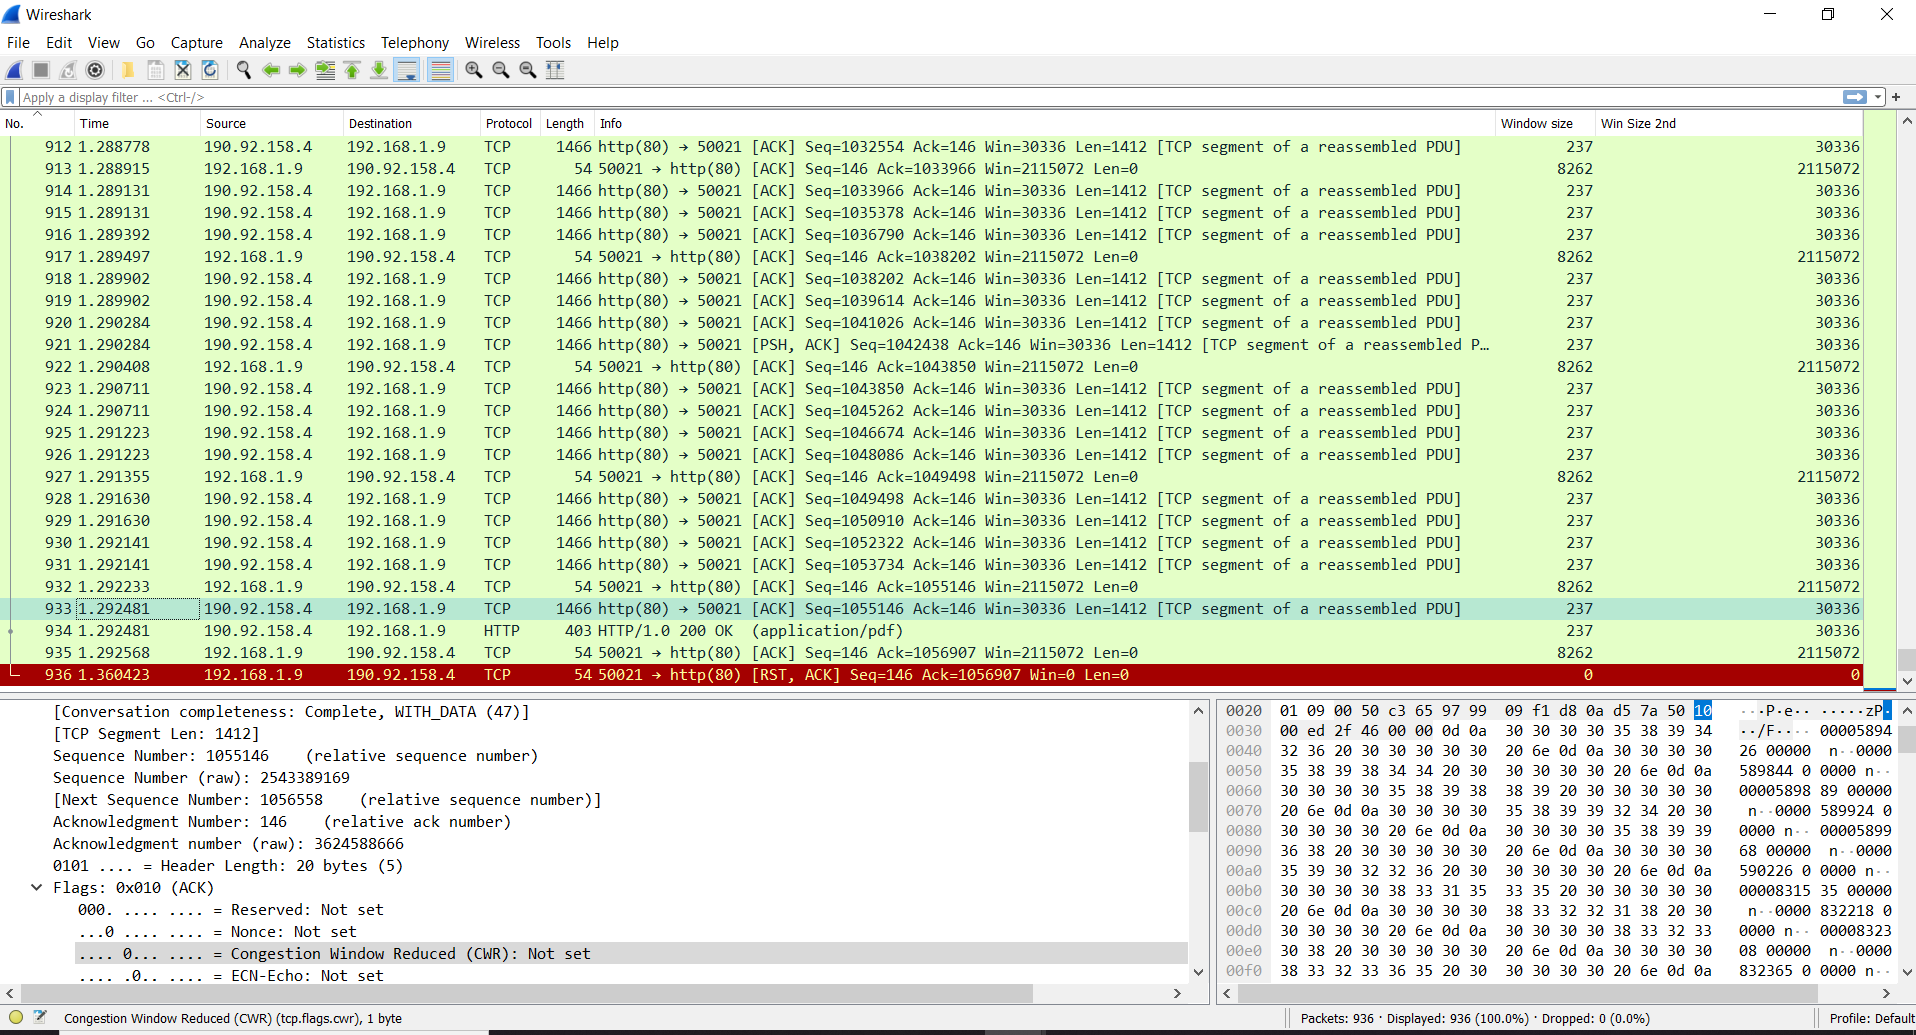 Wireshark
File Edit View Go Capture Analyze Statistics Telephony Wireless Tools Help
Apply a display filter ... <Ctrl-/>
No. Time Source Destination Protocol Length Info Window size Win Size 2nd
912 1.288778 190.92.158.4 192.168.1.9 TCP 1466 http(80) → 50021 [ACK] Seq=1032554 Ack=146 Win=30336 Len=1412 [TCP segment of a reassembled PDU] 237 30336
913 1.288915 192.168.1.9 190.92.158.4 TCP 54 50021 → http(80) [ACK] Seq=146 Ack=1033966 Win=2115072 Len=0 8262 2115072
914 1.289131 190.92.158.4 192.168.1.9 TCP 1466 http(80) → 50021 [ACK] Seq=1033966 Ack=146 Win=30336 Len=1412 [TCP segment of a reassembled PDU] 237 30336
915 1.289131 190.92.158.4 192.168.1.9 TCP 1466 http(80) → 50021 [ACK] Seq=1035378 Ack=146 Win=30336 Len=1412 [TCP segment of a reassembled PDU] 237 30336
916 1.289392 190.92.158.4 192.168.1.9 TCP 1466 http(80) → 50021 [ACK] Seq=1036790 Ack=146 Win=30336 Len=1412 [TCP segment of a reassembled PDU] 237 30336
917 1.289497 192.168.1.9 190.92.158.4 TCP 54 50021 → http(80) [ACK] Seq=146 Ack=1038202 Win=2115072 Len=0 8262 2115072
918 1.289902 190.92.158.4 192.168.1.9 TCP 1466 http(80) → 50021 [ACK] Seq=1038202 Ack=146 Win=30336 Len=1412 [TCP segment of a reassembled PDU] 237 30336
919 1.289902 190.92.158.4 192.168.1.9 TCP 1466 http(80) → 50021 [ACK] Seq=1039614 Ack=146 Win=30336 Len=1412 [TCP segment of a reassembled PDU] 237 30336
920 1.290284 190.92.158.4 192.168.1.9 TCP 1466 http(80) → 50021 [ACK] Seq=1041026 Ack=146 Win=30336 Len=1412 [TCP segment of a reassembled PDU] 237 30336
921 1.290284 190.92.158.4 192.168.1.9 TCP 1466 http(80) → 50021 [PSH, ACK] Seq=1042438 Ack=146 Win=30336 Len=1412 [TCP segment of a reassembled P... 237 30336
922 1.290408 192.168.1.9 190.92.158.4 TCP 54 50021 → http(80) [ACK] Seq=146 Ack=1043850 Win=2115072 Len=0 8262 2115072
923 1.290711 190.92.158.4 192.168.1.9 TCP 1466 http(80) → 50021 [ACK] Seq=1043850 Ack=146 Win=30336 Len=1412 [TCP segment of a reassembled PDU] 237 30336
924 1.290711 190.92.158.4 192.168.1.9 TCP 1466 http(80) → 50021 [ACK] Seq=1045262 Ack=146 Win=30336 Len=1412 [TCP segment of a reassembled PDU] 237 30336
925 1.291223 190.92.158.4 192.168.1.9 TCP 1466 http(80) → 50021 [ACK] Seq=1046674 Ack=146 Win=30336 Len=1412 [TCP segment of a reassembled PDU] 237 30336
926 1.291223 190.92.158.4 192.168.1.9 TCP 1466 http(80) → 50021 [ACK] Seq=1048086 Ack=146 Win=30336 Len=1412 [TCP segment of a reassembled PDU] 237 30336
927 1.291355 192.168.1.9 190.92.158.4 TCP 54 50021 → http(80) [ACK] Seq=146 Ack=1049498 Win=2115072 Len=0 8262 2115072
928 1.291630 190.92.158.4 192.168.1.9 TCP 1466 http(80) → 50021 [ACK] Seq=1049498 Ack=146 Win=30336 Len=1412 [TCP segment of a reassembled PDU] 237 30336
929 1.291630 190.92.158.4 192.168.1.9 TCP 1466 http(80) → 50021 [ACK] Seq=1050910 Ack=146 Win=30336 Len=1412 [TCP segment of a reassembled PDU] 237 30336
930 1.292141 190.92.158.4 192.168.1.9 TCP 1466 http(80) → 50021 [ACK] Seq=1052322 Ack=146 Win=30336 Len=1412 [TCP segment of a reassembled PDU] 237 30336
931 1.292141 190.92.158.4 192.168.1.9 TCP 1466 http(80) → 50021 [ACK] Seq=1053734 Ack=146 Win=30336 Len=1412 [TCP segment of a reassembled PDU] 237 30336
932 1.292233 192.168.1.9 190.92.158.4 TCP 54 50021 → http(80) [ACK] Seq=146 Ack=1055146 Win=2115072 Len=0 8262 2115072
933 1.292481 190.92.158.4 192.168.1.9 TCP 1466 http(80) → 50021 [ACK] Seq=1055146 Ack=146 Win=30336 Len=1412 [TCP segment of a reassembled PDU] 237 30336
934 1.292481 190.92.158.4 192.168.1.9 HTTP 403 HTTP/1.0 200 OK (application/pdf) 237 30336
935 1.292568 192.168.1.9 190.92.158.4 TCP 54 50021 → http(80) [ACK] Seq=146 Ack=1056907 Win=2115072 Len=0 8262 2115072
936 1.360423 192.168.1.9 190.92.158.4 TCP 54 50021 → http(80) [RST, ACK] Seq=146 Ack=1056907 Win=0 Len=0 0 0
[Conversation completeness: Complete, WITH_DATA (47)]
[TCP Segment Len: 1412]
Sequence Number: 1055146 (relative sequence number)
Sequence Number (raw): 2543389169
[Next Sequence Number: 1056558 (relative sequence number)]
Acknowledgment Number: 146 (relative ack number)
Acknowledgment number (raw): 3624588666
0101 .... = Header Length: 20 bytes (5)
Flags: 0x010 (ACK)
000. .... .... = Reserved: Not set
...0 .... .... = Nonce: Not set
.... 0... .... = Congestion Window Reduced (CWR): Not set
.... .0.. .... = ECN-Echo: Not set
0020 01 09 00 50 c3 65 97 99 09 f1 d8 0a d5 7a 50 10 ···P·e·· ·····zP·
0030 00 ed 2f 46 00 00 0d 0a 30 30 30 30 35 38 39 34 ··/F···· 00005894
0040 32 36 20 30 30 30 30 30 20 6e 0d 0a 30 30 30 30 26 00000 n··0000
0050 35 38 39 38 34 34 20 30 30 30 30 30 20 6e 0d 0a 589844 0 0000 n··
0060 30 30 30 30 35 38 39 38 38 39 20 30 30 30 30 30 00005898 89 00000
0070 20 6e 0d 0a 30 30 30 30 35 38 39 39 32 34 20 30 n··0000 589924 0
0080 30 30 30 30 20 6e 0d 0a 30 30 30 30 35 38 39 39 0000 n·· 00005899
0090 36 38 20 30 30 30 30 30 20 6e 0d 0a 30 30 30 30 68 00000 n··0000
00a0 35 39 30 32 32 36 20 30 30 30 30 30 20 6e 0d 0a 590226 0 0000 n··
00b0 30 30 30 30 38 33 31 35 33 35 20 30 30 30 30 30 00008315 35 00000
00c0 20 6e 0d 0a 30 30 30 30 38 33 32 32 31 38 20 30 n··0000 832218 0
00d0 30 30 30 30 20 6e 0d 0a 30 30 30 30 38 33 32 33 0000 n·· 00008323
00e0 30 38 20 30 30 30 30 30 20 6e 0d 0a 30 30 30 30 08 00000 n··0000
00f0 38 33 32 33 36 35 20 30 30 30 30 30 20 6e 0d 0a 832365 0 0000 n··
Congestion Window Reduced (CWR) (tcp.flags.cwr), 1 byte
Packets: 936 · Displayed: 936 (100.0%) · Dropped: 0 (0.0%)
Profile: Default